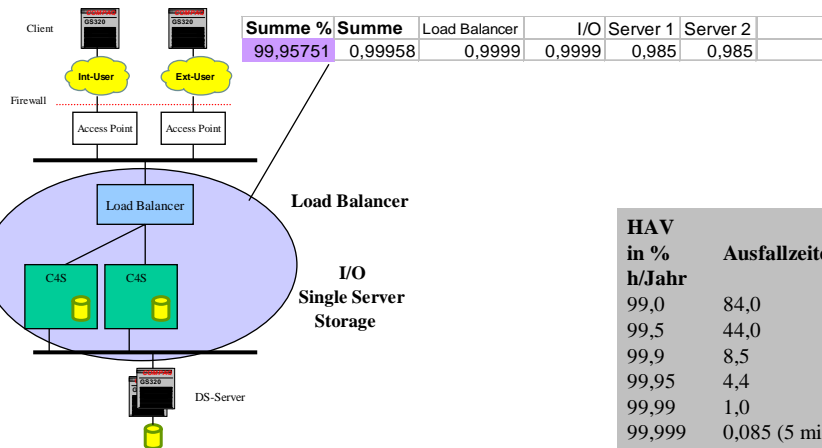 Summe % Summe Load Balancer I/O Server 1 Server 2
99,95751 0,99958 0,9999 0,9999 0,985 0,985
Client
GS320
GS320
Int-User
Ext-User
Firewall
Access Point
Access Point
Load Balancer
Load Balancer
C4S
C4S
I/O
Single Server
Storage
GS320
DS-Server
HAV
in % Ausfallzeite
h/Jahr
99,0 84,0
99,5 44,0
99,9 8,5
99,95 4,4
99,99 1,0
99,999 0,085 (5 mi